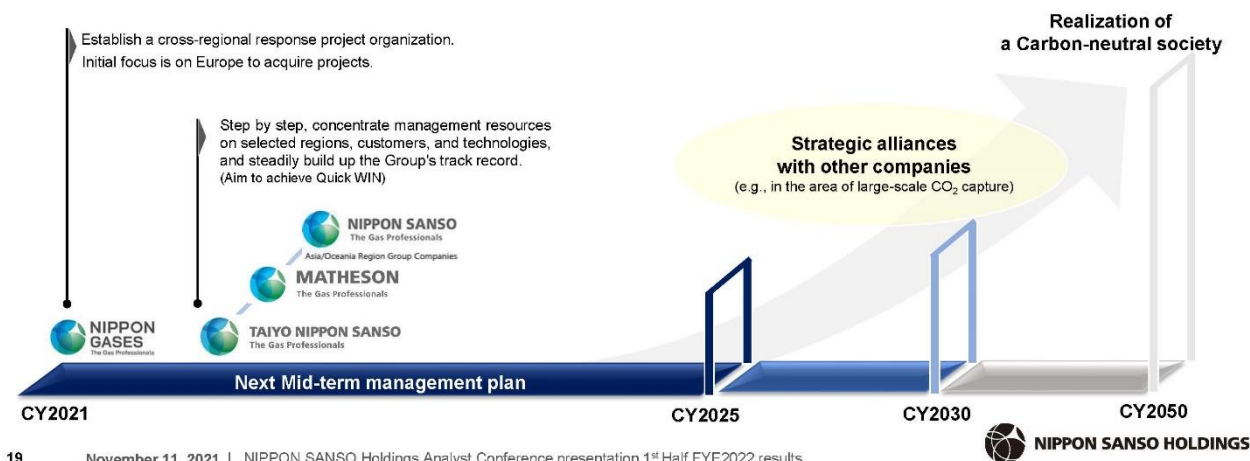 Realization of
a Carbon-neutral society
Establish a cross-regional response project organization.
Initial focus is on Europe to acquire projects.
Step by step, concentrate management resources
on selected regions, customers, and technologies,
and steadily build up the Group's track record.
(Aim to achieve Quick WIN)
Strategic alliances
with other companies
(e.g., in the area of large-scale CO₂ capture)
NIPPON SANSO
The Gas Professionals
Asia/Oceania Region Group Companies
MATHESON
The Gas Professionals
NIPPON
GASES
The Gas Professionals
TAIYO NIPPON SANSO
The Gas Professionals
Next Mid-term management plan
CY2021
CY2025
CY2030
CY2050
NIPPON SANSO HOLDINGS
19
November 11, 2021 | NIPPON SANSO Holdings Analyst Conference presentation 1st Half FYE2022 results